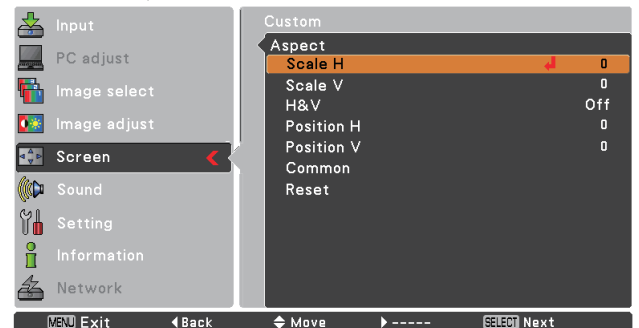 Input
PC adjust
Image select
Image adjust
Screen
Sound
Setting
Information
Network
Custom
Aspect
Scale H 0
Scale V 0
H&V Off
Position H 0
Position V 0
Common
Reset
MENU Exit Back Move ----- SELECT Next